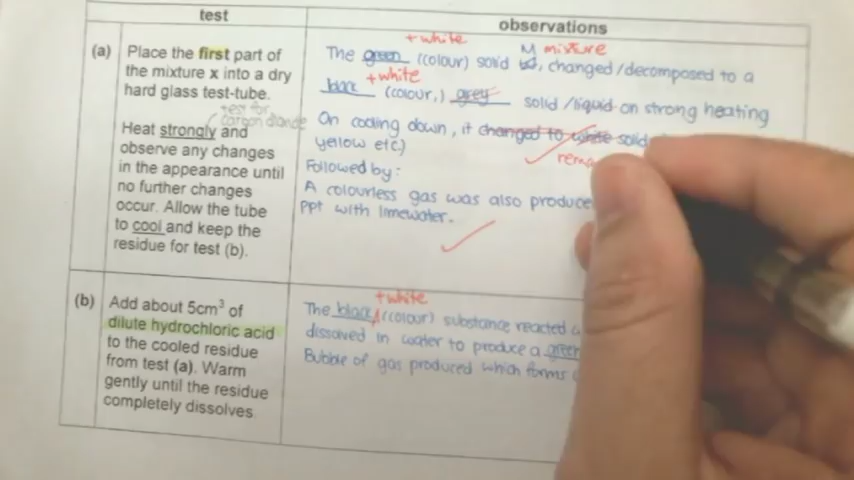 test
observations
(a) Place the first part of
the mixture x into a dry
hard glass test-tube.
test for
carbon dioxide
Heat strongly and
observe any changes
in the appearance until
no further changes
occur. Allow the tube
to cool and keep the
residue for test (b).
+ white
M mixture
The green (colour) solid , changed/decomposed to a
+ white
black (colour,) grey solid/liquid on strong heating
On cooling down, it changed to white solid
yellow etc)
Followed by:
A colourless gas was also produce
ppt with limewater.
(b) Add about 5cm³ of
dilute hydrochloric acid
to the cooled residue
from test (a). Warm
gently until the residue
completely dissolves
+ white
The black (colour) substance reacted
dissolved in water to produce a green
Bubble of gas produced which forms